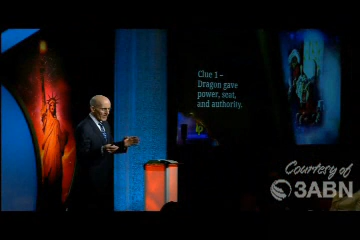 Clue 1 –
Dragon gave
power, seat,
and authority.
Courtesy of
3ABN